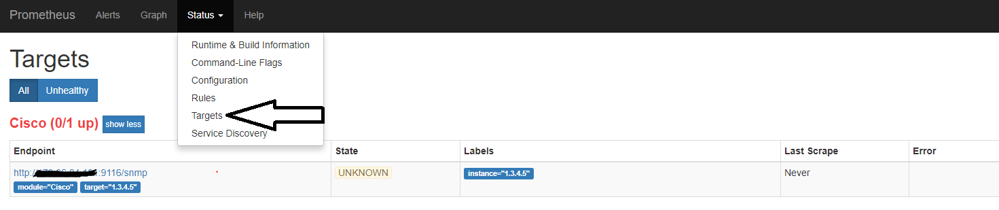 Prometheus Alerts Graph Status Help
Runtime & Build Information
Command-Line Flags
Configuration
Rules
Targets
Service Discovery
Targets
All Unhealthy
Cisco (0/1 up) show less
Endpoint State Labels Last Scrape Error
http:/ :9116/snmp UNKNOWN instance="1.3.4.5" Never
module="Cisco" target="1.3.4.5"